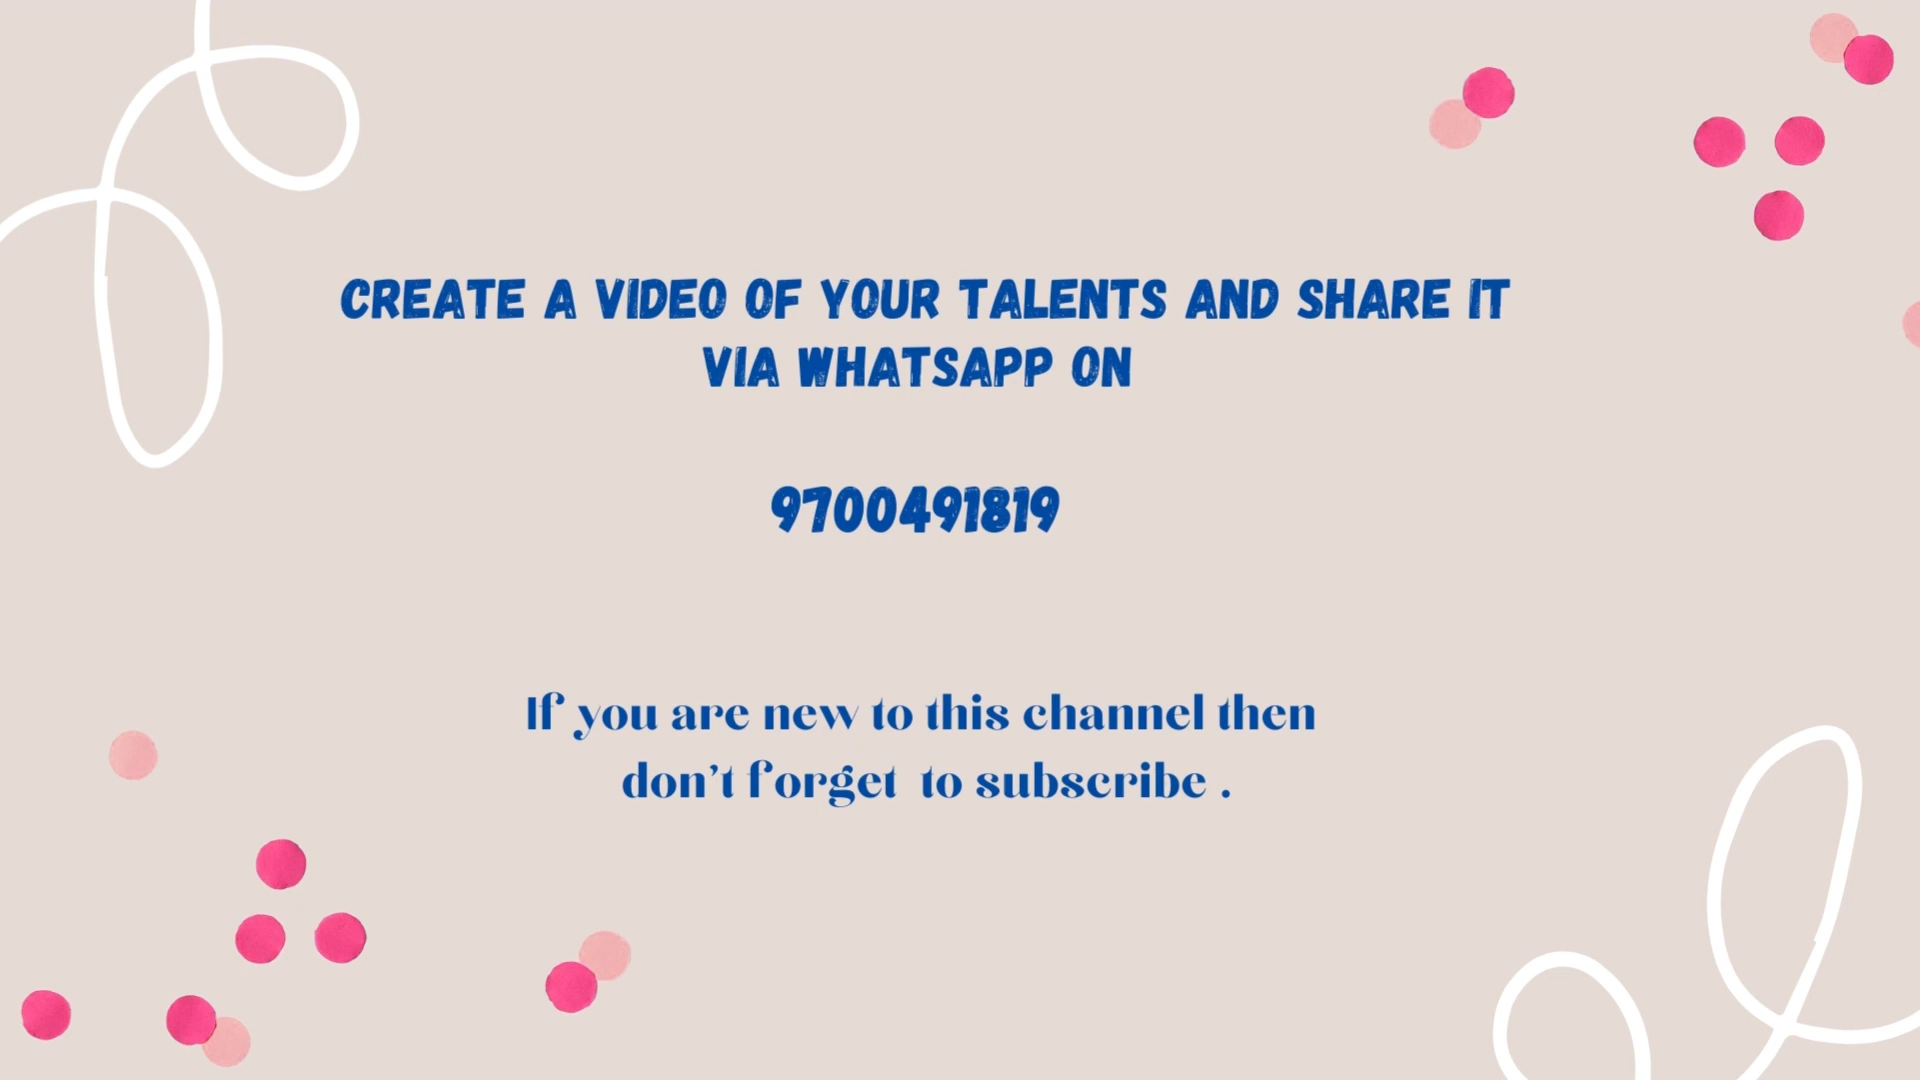 CREATE A VIDEO OF YOUR TALENTS AND SHARE IT
VIA WHATSAPP ON
9700491819
If you are new to this channel then
don't forget to subscribe .